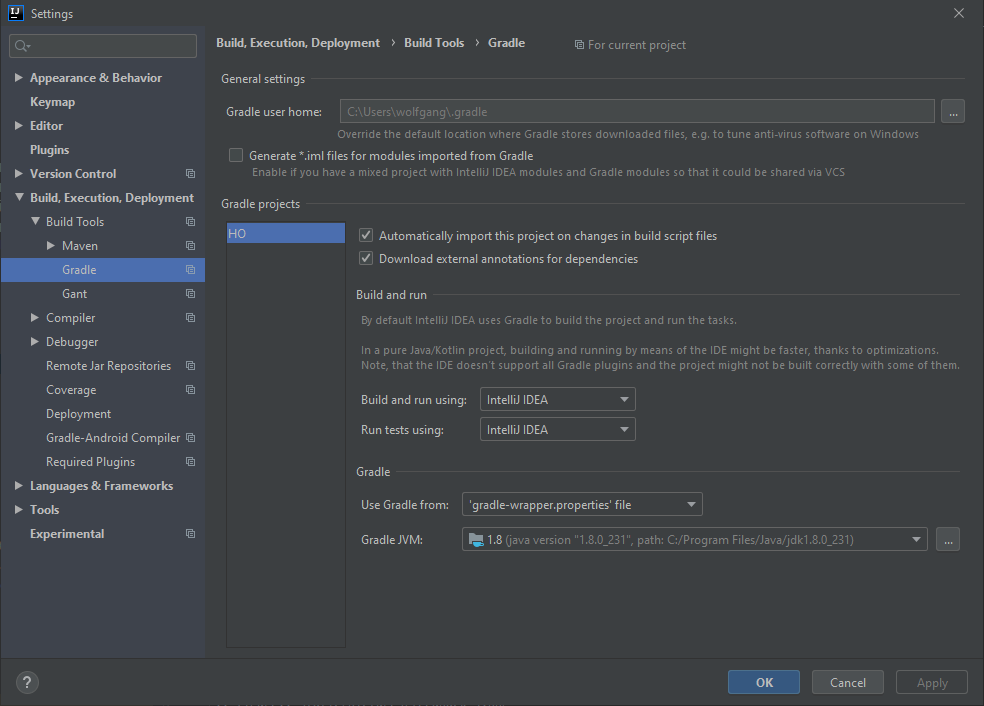 Settings
Appearance & Behavior
Keymap
Editor
Plugins
Version Control
Build, Execution, Deployment
Build Tools
Maven
Gradle
Gant
Compiler
Debugger
Remote Jar Repositories
Coverage
Deployment
Gradle-Android Compiler
Required Plugins
Languages & Frameworks
Tools
Experimental
Build, Execution, Deployment › Build Tools › Gradle For current project
General settings
Gradle user home: C:\Users\wolfgang\.gradle ...
Override the default location where Gradle stores downloaded files, e.g. to tune anti-virus software on Windows
Generate *.iml files for modules imported from Gradle
Enable if you have a mixed project with IntelliJ IDEA modules and Gradle modules so that it could be shared via VCS
Gradle projects
HO
Automatically import this project on changes in build script files
Download external annotations for dependencies
Build and run
By default IntelliJ IDEA uses Gradle to build the project and run the tasks.
In a pure Java/Kotlin project, building and running by means of the IDE might be faster, thanks to optimizations.
Note, that the IDE doesn't support all Gradle plugins and the project might not be built correctly with some of them.
Build and run using: IntelliJ IDEA
Run tests using: IntelliJ IDEA
Gradle
Use Gradle from: 'gradle-wrapper.properties' file
Gradle JVM: 1.8 (java version "1.8.0_231", path: C:/Program Files/Java/jdk1.8.0_231) ...
? OK Cancel Apply